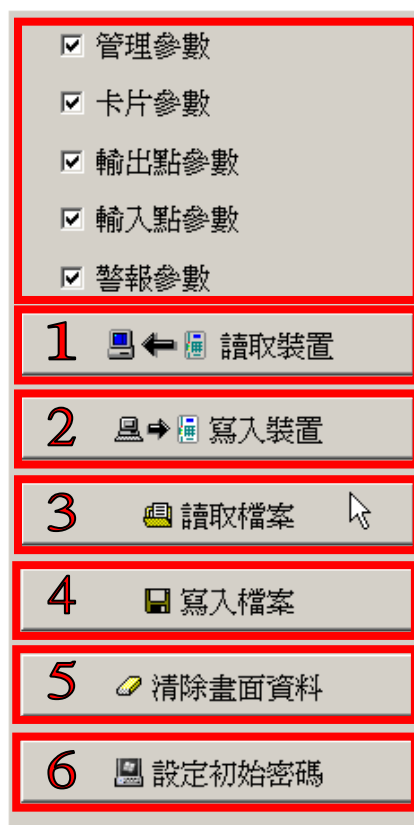 管理參數
卡片參數
輸出點參數
輸入點參數
警報參數
1 讀取裝置
2 寫入裝置
3 讀取檔案
4 寫入檔案
5 清除畫面資料
6 設定初始密碼